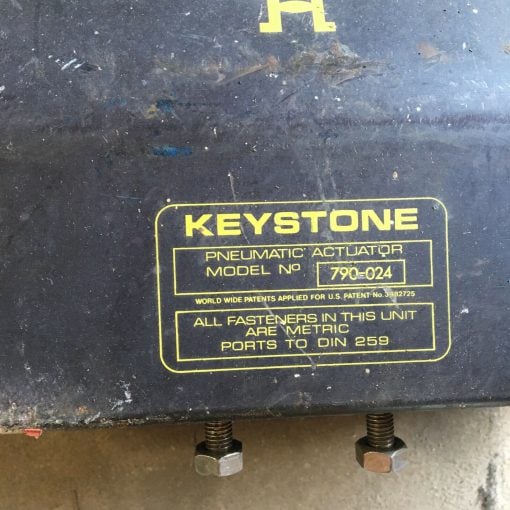 KEYSTONE
PNEUMATIC ACTUATOR
MODEL Nº 790-024
WORLD WIDE PATENTS APPLIED FOR U.S. PATENT No.
ALL FASTENERS IN THIS UNIT
ARE METRIC
PORTS TO DIN 259